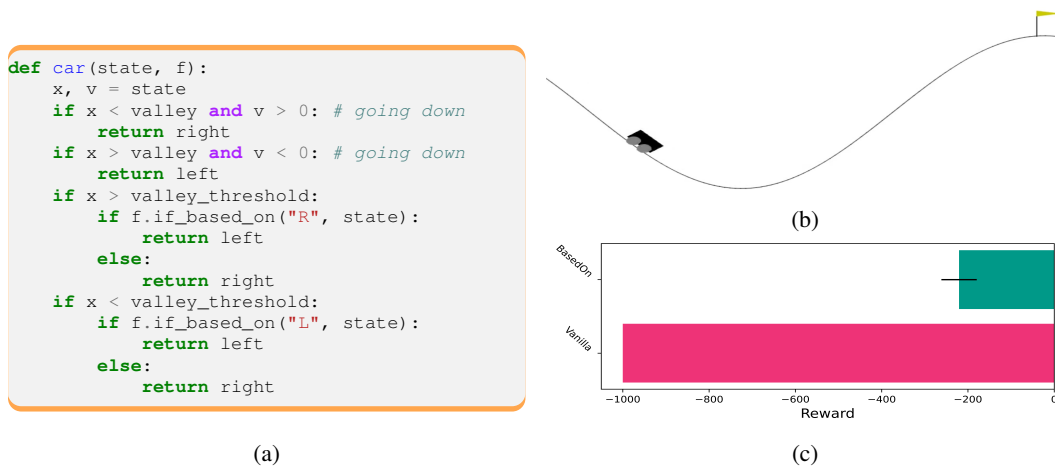 def car(state, f):
    x, v = state
    if x < valley and v > 0: # going down
        return right
    if x > valley and v < 0: # going down
        return left
    if x > valley_threshold:
        if f.if_based_on("R", state):
            return left
        else:
            return right
    if x < valley_threshold:
        if f.if_based_on("L", state):
            return left
        else:
            return right
(a)
(b)
BasedOn
Vanilla
−1000 −800 −600 −400 −200 0
Reward
(c)